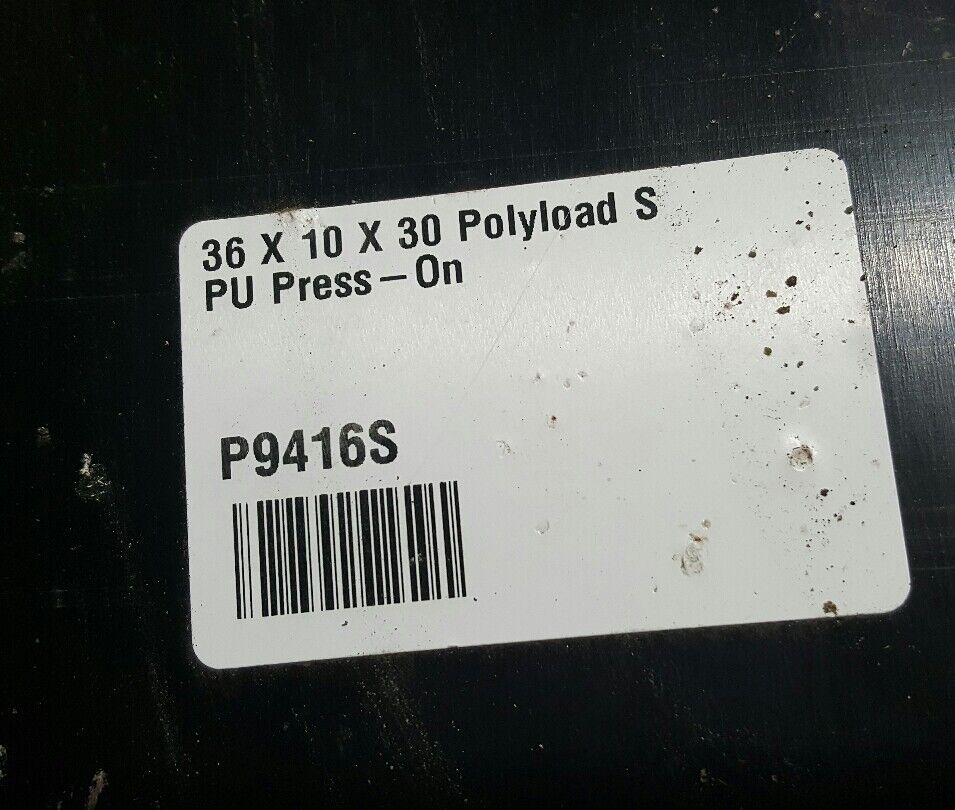 36 X 10 X 30 Polyload S
PU Press-On
P9416S